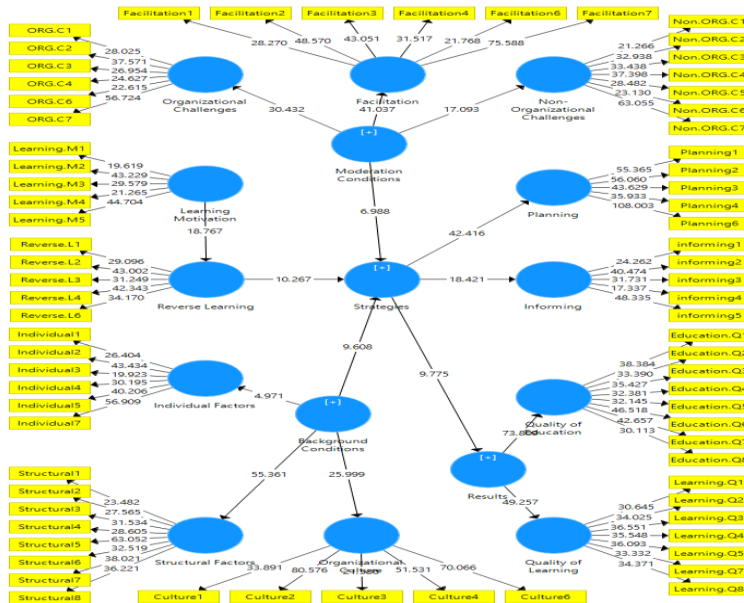 Facilitation1
Facilitation2
Facilitation3
Facilitation4
Facilitation6
Facilitation7
28.270
48.570
43.051
31.517
21.768
75.588
ORG.C1
ORG.C2
ORG.C3
ORG.C4
ORG.C6
ORG.C7
28.025
37.571
26.954
24.627
22.615
56.724
Organizational
Challenges
Facilitation
Non-
Organizational
Challenges
Non.ORG.C1
Non.ORG.C2
Non.ORG.C3
Non.ORG.C4
Non.ORG.C5
Non.ORG.C6
Non.ORG.C7
21.266
32.938
33.438
37.398
28.482
23.130
63.055
30.432
41.037
17.093
[+]
Moderation
Conditions
6.988
Learning.M1
Learning.M2
Learning.M3
Learning.M4
Learning.M5
19.619
43.229
29.579
21.265
44.704
Learning
Motivation
18.767
Planning
42.416
55.365
56.060
43.629
35.933
108.003
Planning1
Planning2
Planning3
Planning4
Planning6
Reverse.L1
Reverse.L2
Reverse.L3
Reverse.L4
Reverse.L6
29.096
43.002
31.249
42.343
34.170
Reverse Learning
10.267
[+]
Strategies
18.421
Informing
24.262
40.474
31.731
17.337
48.335
informing1
informing2
informing3
informing4
informing5
9.608
9.775
Individual1
Individual2
Individual3
Individual4
Individual5
Individual7
26.404
43.434
19.923
30.195
40.206
56.909
Individual Factors
4.971
[+]
Background
Conditions
55.361
25.999
Quality of
Education
38.384
33.390
35.427
32.381
32.145
46.518
42.657
30.113
Education.Q1
Education.Q2
Education.Q3
Education.Q4
Education.Q5
Education.Q6
Education.Q7
Education.Q8
[+]
Results
49.257
Structural1
Structural2
Structural3
Structural4
Structural5
Structural6
Structural7
Structural8
23.482
27.565
31.534
28.605
63.052
32.519
38.021
36.221
Structural Factors
Organizational
33.891
80.576
51.531
70.066
Culture1
Culture2
Culture3
Culture4
Culture6
Quality of
Learning
30.645
34.025
36.551
35.548
36.093
33.332
34.371
Learning.Q1
Learning.Q2
Learning.Q3
Learning.Q4
Learning.Q5
Learning.Q7
Learning.Q8